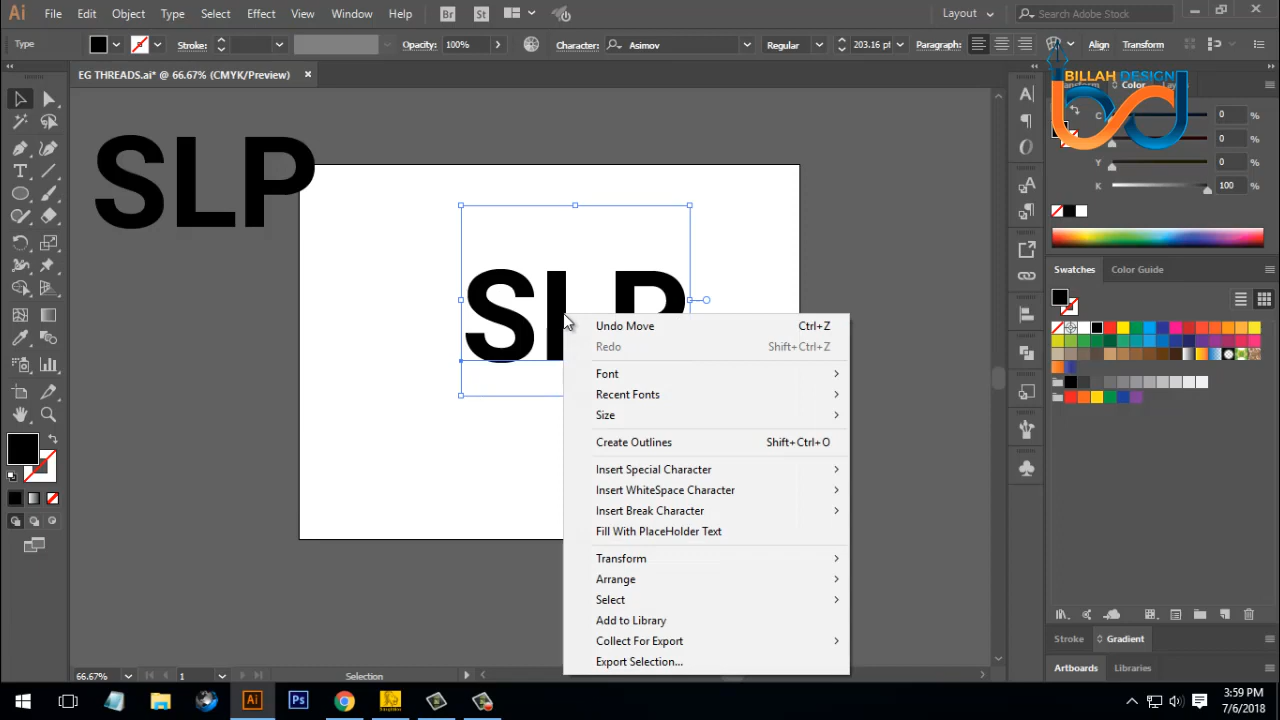 Ai File Edit Object Type Select Effect View Window Help Br St Layout Search Adobe Stock
Type Stroke: Opacity: 100% Character: Asimov Regular 203.16 pt Paragraph: Align Transform
EG THREADS.ai* @ 66.67% (CMYK/Preview)
BILLAH DESIGN
Color
C 0 %
0 %
Y 0 %
K 100 %
SLP
SLP
Swatches Color Guide
Undo Move Ctrl+Z
Redo Shift+Ctrl+Z
Font
Recent Fonts
Size
Create Outlines Shift+Ctrl+O
Insert Special Character
Insert WhiteSpace Character
Insert Break Character
Fill With PlaceHolder Text
Transform
Arrange
Select
Add to Library
Collect For Export
Export Selection...
Stroke Gradient
Artboards Libraries
66.67% 1 Selection
Ai Ps
3:59 PM
7/6/2018